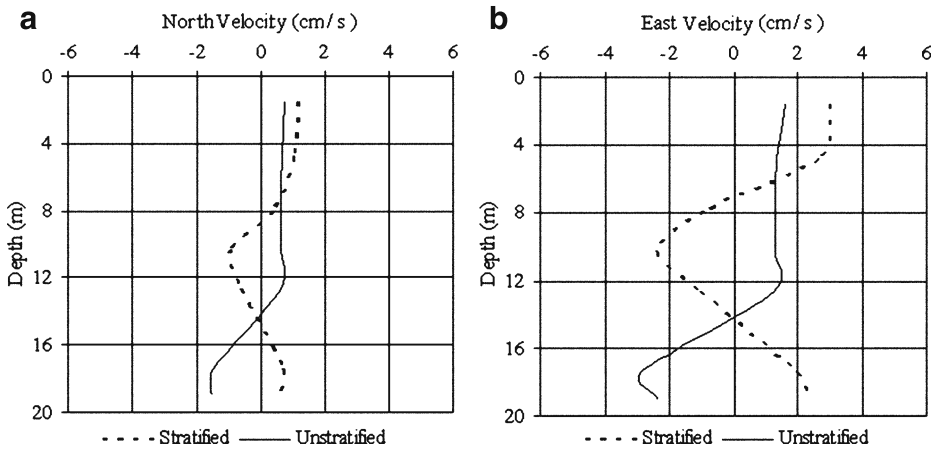 a
North Velocity (cm/s)
-6 -4 -2 0 2 4 6
0
4
8
12
16
20
Depth (m)
Stratified Unstratified
b
East Velocity (cm/s)
-6 -4 -2 0 2 4 6
0
4
8
12
16
20
Depth (m)
Stratified Unstratified